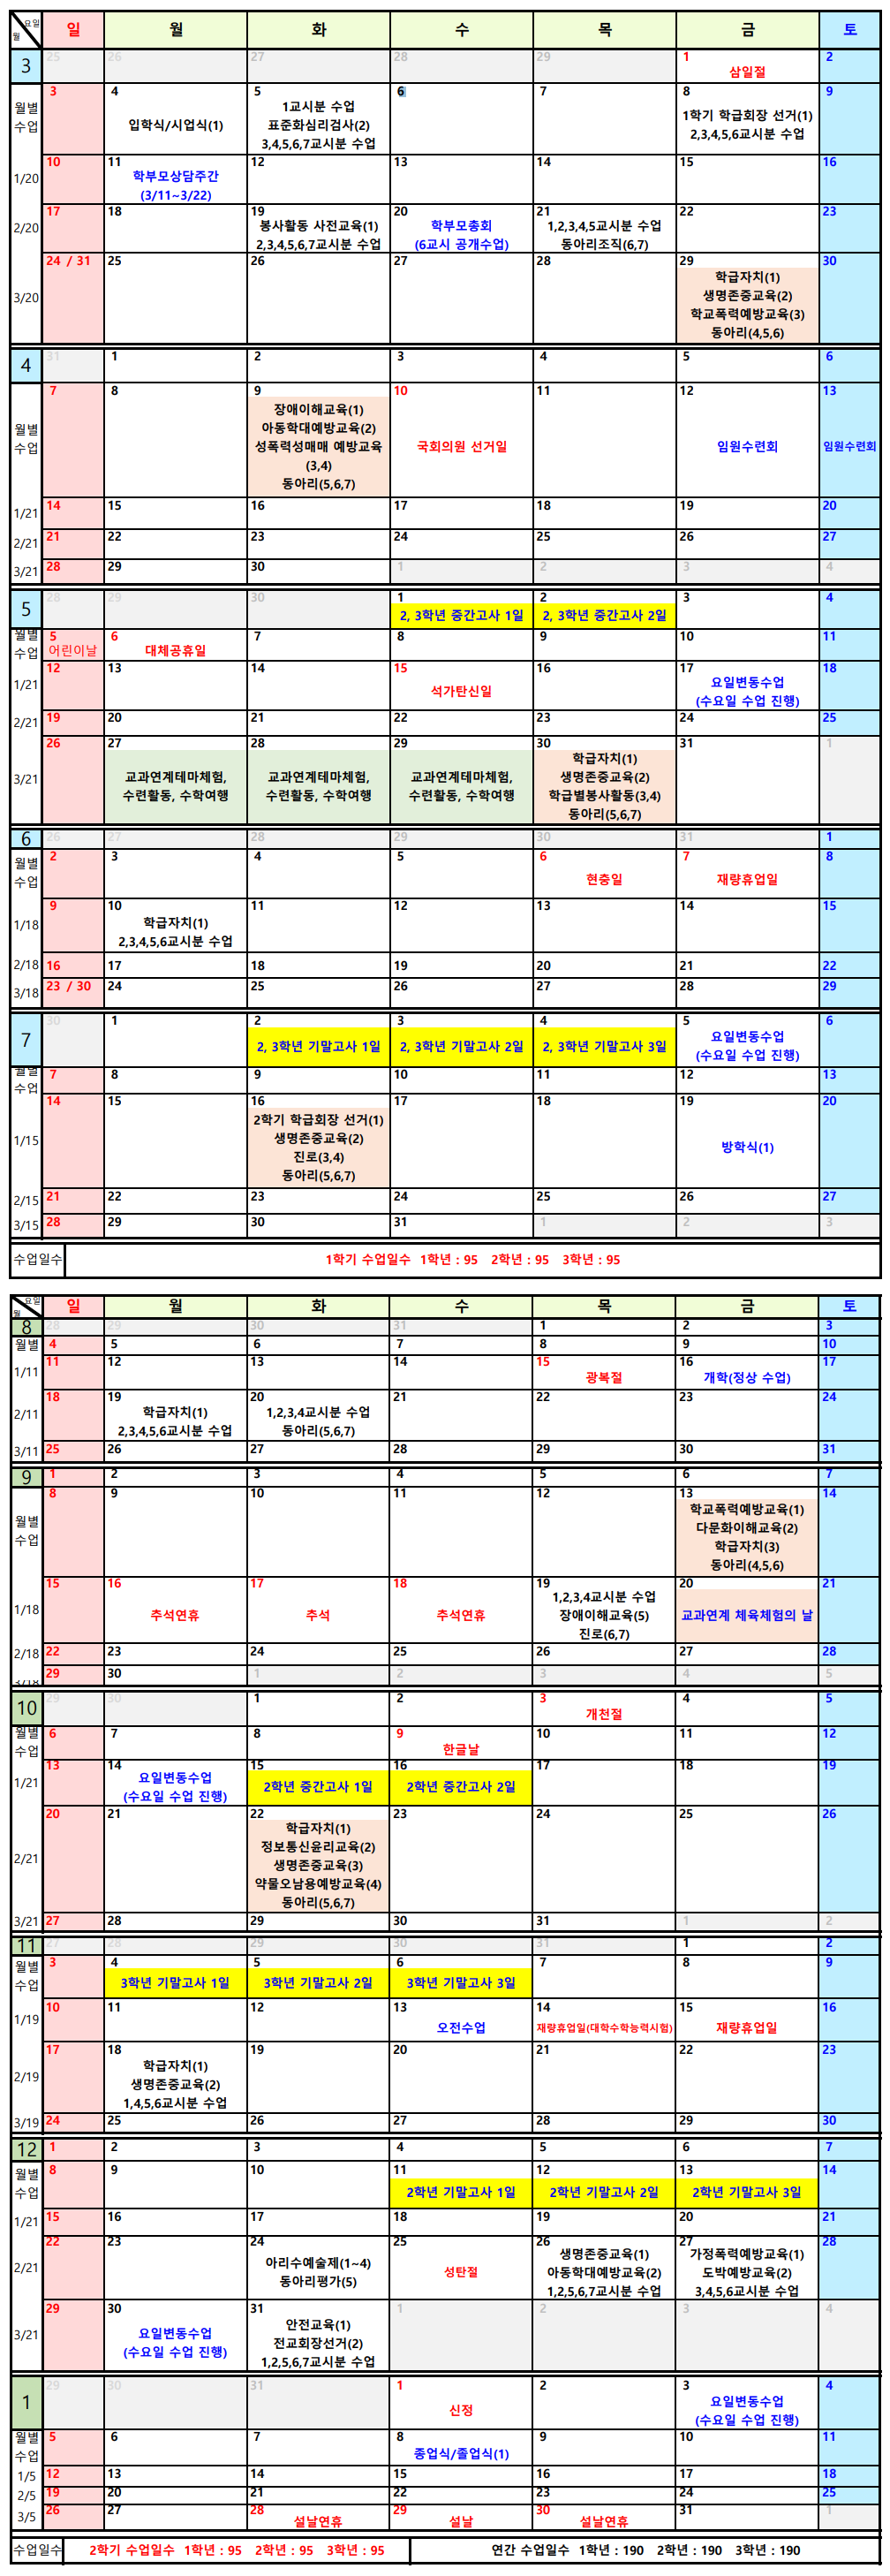 요일
월
일 월 화 수 목 금 토
3 25 26 27 28 29 1 2
삼일절
월별
수업
3 4 5 6 7 8 9
입학식/시업식(1)
1교시분 수업
표준화심리검사(2)
3,4,5,6,7교시분 수업
1학기 학급회장 선거(1)
2,3,4,5,6교시분 수업
1/20
10 11 12 13 14 15 16
학부모상담주간
(3/11~3/22)
2/20
17 18 19 20 21 22 23
봉사활동 사전교육(1)
2,3,4,5,6,7교시분 수업
학부모총회
(6교시 공개수업)
1,2,3,4,5교시분 수업
동아리조직(6,7)
3/20
24 / 31 25 26 27 28 29 30
학급자치(1)
생명존중교육(2)
학교폭력예방교육(3)
동아리(4,5,6)
4 31 1 2 3 4 5 6
월별
수업
7 8 9 10 11 12 13
장애이해교육(1)
아동학대예방교육(2)
성폭력성매매 예방교육
(3,4)
동아리(5,6,7)
국회의원 선거일
임원수련회
임원수련회
1/21
14 15 16 17 18 19 20
2/21
21 22 23 24 25 26 27
3/21
28 29 30 1 2 3 4
5 28 29 30 1 2 3 4
2, 3학년 중간고사 1일
2, 3학년 중간고사 2일
월별
수업
5 6 7 8 9 10 11
어린이날
대체공휴일
1/21
12 13 14 15 16 17 18
석가탄신일
요일변동수업
(수요일 수업 진행)
2/21
19 20 21 22 23 24 25
3/21
26 27 28 29 30 31 1
교과연계테마체험,
수련활동, 수학여행
교과연계테마체험,
수련활동, 수학여행
교과연계테마체험,
수련활동, 수학여행
학급자치(1)
생명존중교육(2)
학급별봉사활동(3,4)
동아리(5,6,7)
6 26 27 28 29 30 31 1
월별
수업
2 3 4 5 6 7 8
현충일
재량휴업일
1/18
9 10 11 12 13 14 15
학급자치(1)
2,3,4,5,6교시분 수업
2/18
16 17 18 19 20 21 22
3/18
23 / 30 24 25 26 27 28 29
7 30 1 2 3 4 5 6
2, 3학년 기말고사 1일
2, 3학년 기말고사 2일
2, 3학년 기말고사 3일
요일변동수업
(수요일 수업 진행)
월별
수업
7 8 9 10 11 12 13
1/15
14 15 16 17 18 19 20
2학기 학급회장 선거(1)
생명존중교육(2)
진로(3,4)
동아리(5,6,7)
방학식(1)
2/15
21 22 23 24 25 26 27
3/15
28 29 30 31 1 2 3
수업일수 1학기 수업일수 1학년 : 95 2학년 : 95 3학년 : 95
요일
월
일 월 화 수 목 금 토
8 28 29 30 31 1 2 3
월별
4 5 6 7 8 9 10
1/11
11 12 13 14 15 16 17
광복절
개학(정상 수업)
2/11
18 19 20 21 22 23 24
학급자치(1)
2,3,4,5,6교시분 수업
1,2,3,4교시분 수업
동아리(5,6,7)
3/11
25 26 27 28 29 30 31
9 1 2 3 4 5 6 7
월별
수업
8 9 10 11 12 13 14
학교폭력예방교육(1)
다문화이해교육(2)
학급자치(3)
동아리(4,5,6)
1/18
15 16 17 18 19 20 21
추석연휴
추석
추석연휴
1,2,3,4교시분 수업
장애이해교육(5)
진로(6,7)
교과연계 체육체험의 날
2/18
22 23 24 25 26 27 28
3/18
29 30 1 2 3 4 5
10 29 30 1 2 3 4 5
개천절
월별
수업
6 7 8 9 10 11 12
한글날
1/21
13 14 15 16 17 18 19
요일변동수업
(수요일 수업 진행)
2학년 중간고사 1일
2학년 중간고사 2일
2/21
20 21 22 23 24 25 26
학급자치(1)
정보통신윤리교육(2)
생명존중교육(3)
약물오남용예방교육(4)
동아리(5,6,7)
3/21
27 28 29 30 31 1 2
11 27 28 29 30 31 1 2
월별
수업
3 4 5 6 7 8 9
3학년 기말고사 1일
3학년 기말고사 2일
3학년 기말고사 3일
1/19
10 11 12 13 14 15 16
오전수업
재량휴업일(대학수학능력시험)
재량휴업일
2/19
17 18 19 20 21 22 23
학급자치(1)
생명존중교육(2)
1,4,5,6교시분 수업
3/19
24 25 26 27 28 29 30
12 1 2 3 4 5 6 7
월별
수업
8 9 10 11 12 13 14
2학년 기말고사 1일
2학년 기말고사 2일
2학년 기말고사 3일
1/21
15 16 17 18 19 20 21
2/21
22 23 24 25 26 27 28
아리수예술제(1~4)
동아리평가(5)
성탄절
생명존중교육(1)
아동학대예방교육(2)
1,2,5,6,7교시분 수업
가정폭력예방교육(1)
도박예방교육(2)
3,4,5,6교시분 수업
3/21
29 30 31 1 2 3 4
요일변동수업
(수요일 수업 진행)
안전교육(1)
전교회장선거(2)
1,2,5,6,7교시분 수업
1 29 30 31 1 2 3 4
신정
요일변동수업
(수요일 수업 진행)
월별
수업
5 6 7 8 9 10 11
종업식/졸업식(1)
1/5
12 13 14 15 16 17 18
2/5
19 20 21 22 23 24 25
3/5
26 27 28 29 30 31 1
설날연휴
설날
설날연휴
수업일수 2학기 수업일수 1학년 : 95 2학년 : 95 3학년 : 95 연간 수업일수 1학년 : 190 2학년 : 190 3학년 : 190